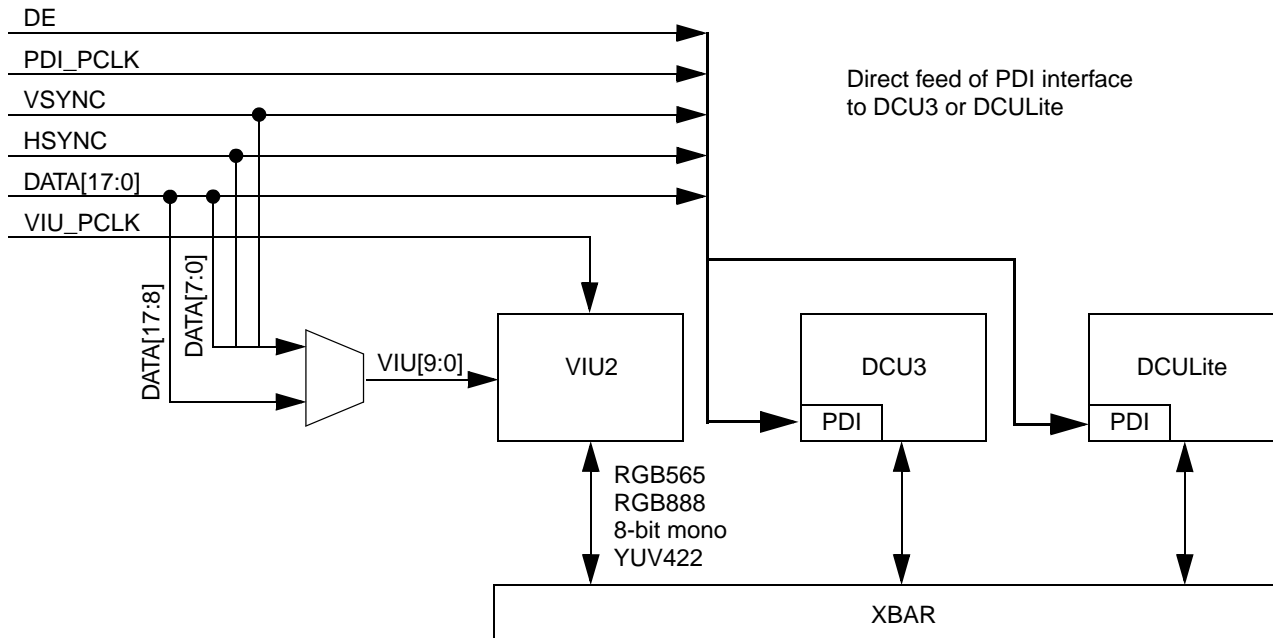 DE
PDI_PCLK
VSYNC
HSYNC
DATA[17:0]
VIU_PCLK
Direct feed of PDI interface
to DCU3 or DCULite
DATA[17:8]
DATA[7:0]
VIU[9:0]
VIU2
DCU3
PDI
DCULite
PDI
RGB565
RGB888
8-bit mono
YUV422
XBAR